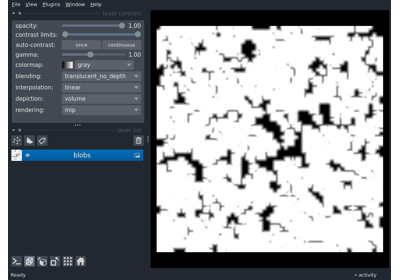 File View Plugins Window Help
layer controls
opacity: 1.00
contrast limits:
auto-contrast: once continuous
gamma: 1.00
colormap: gray
blending: translucent_no_depth
interpolation: linear
depiction: volume
rendering: mip
layer list
blobs
Ready activity